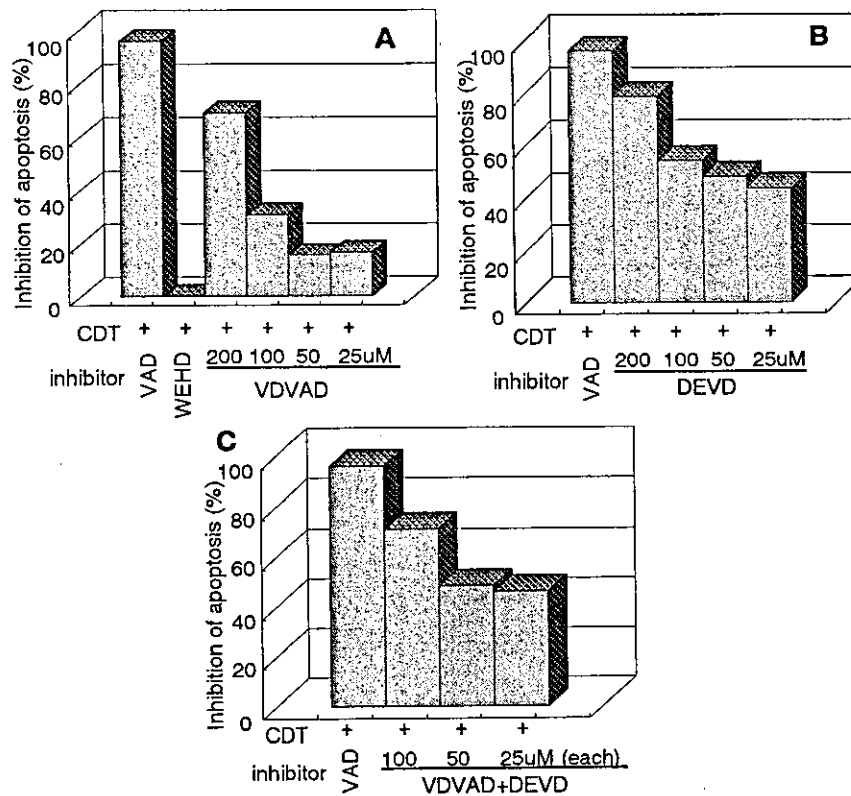 A
Inhibition of apoptosis (%)
100
80
60
40
20
0
CDT + + + + + +
inhibitor VAD WEHD 200 100 50 25uM
VDVAD
B
Inhibition of apoptosis (%)
100
80
60
40
20
0
CDT + + + + +
inhibitor VAD 200 100 50 25uM
DEVD
C
Inhibition of apoptosis (%)
100
80
60
40
20
0
CDT + + + +
inhibitor VAD 100 50 25uM (each)
VDVAD+DEVD